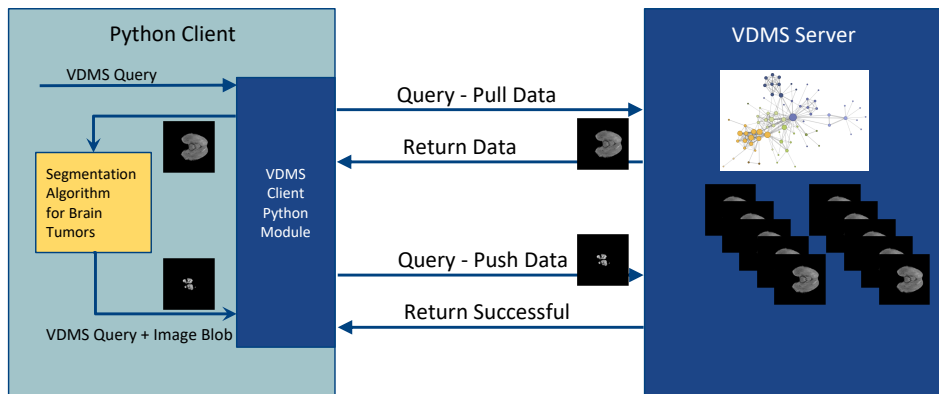 Python Client
VDMS Server
VDMS Query
Query - Pull Data
Return Data
Segmentation
Algorithm
for Brain
Tumors
VDMS
Client
Python
Module
Query - Push Data
Return Successful
VDMS Query + Image Blob